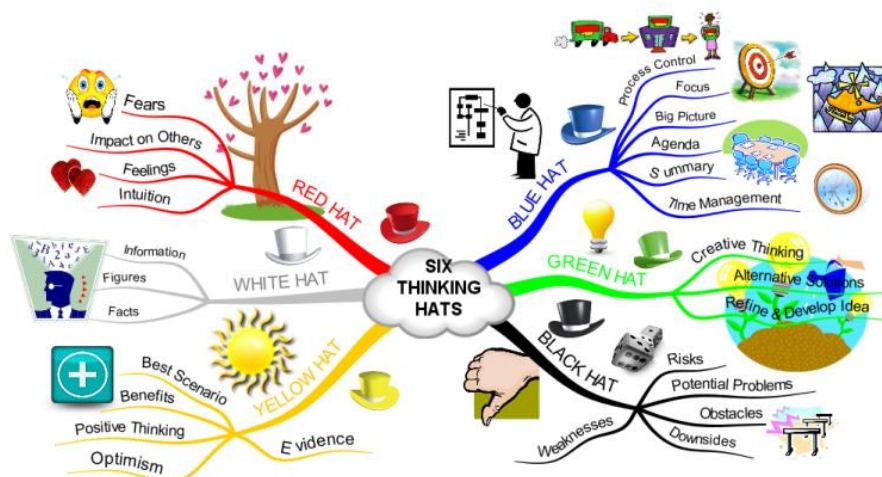 SIX
THINKING
HATS
BLUE HAT
Process Control
Focus
Big Picture
Agenda
Summary
Time Management
GREEN HAT
Creative Thinking
Alternative Solutions
Refine & Develop Idea
BLACK HAT
Risks
Potential Problems
Obstacles
Downsides
Weaknesses
YELLOW HAT
Best Scenario
Benefits
Positive Thinking
Optimism
Evidence
WHITE HAT
Information
Figures
Facts
RED HAT
Fears
Impact on Others
Feelings
Intuition